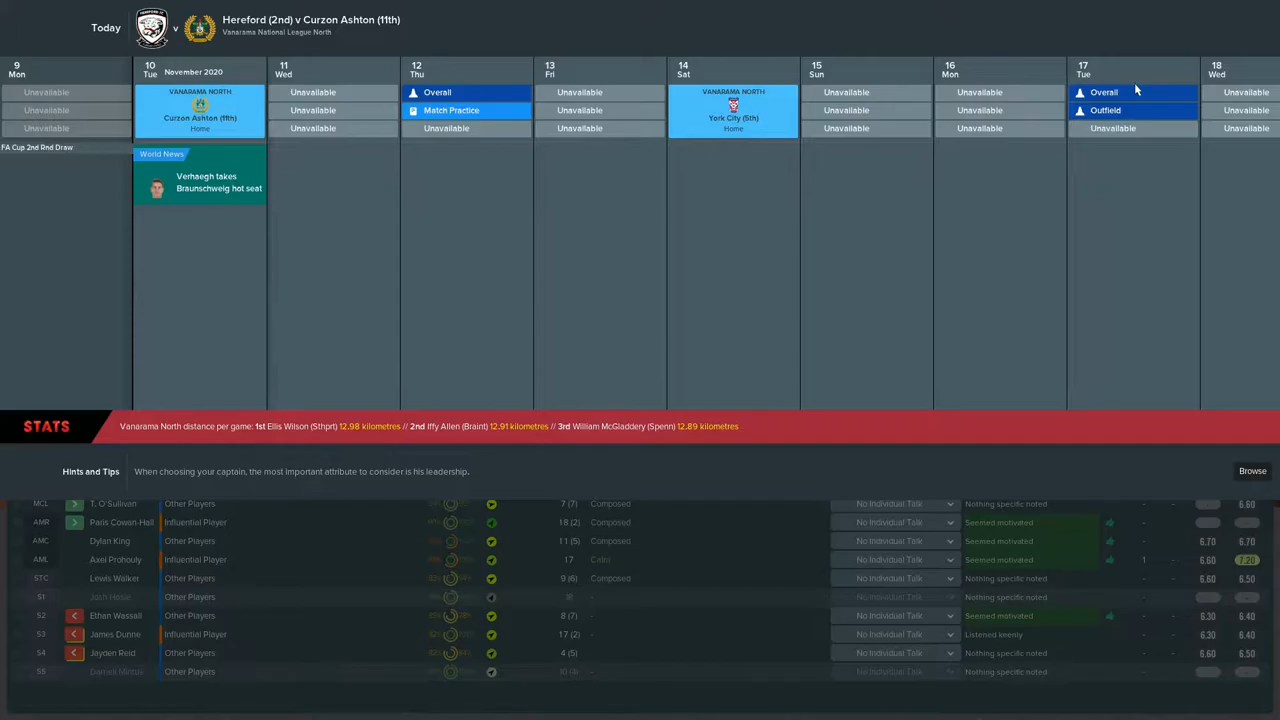 Today
v
Hereford (2nd) v Curzon Ashton (11th)
Vanarama National League North
9
Mon
10
Tue
November 2020
11
Wed
12
Thu
13
Fri
14
Sat
15
Sun
16
Mon
17
Tue
18
Wed
Unavailable
VANARAMA NORTH
Unavailable
Overall
Unavailable
VANARAMA NORTH
Unavailable
Unavailable
Overall
Unavailable
Unavailable
Curzon Ashton (11th)
Unavailable
Match Practice
Unavailable
York City (5th)
Unavailable
Unavailable
Outfield
Unavailable
Unavailable
Home
Unavailable
Unavailable
Unavailable
Home
Unavailable
Unavailable
Unavailable
Unavailable
FA Cup 2nd Rnd Draw
World News
Verhaegh takes
Braunschweig hot seat
STATS
Vanarama North distance per game: 1st Ellis Wilson (Sthprt) 12.98 kilometres // 2nd Iffy Allen (Braint) 12.91 kilometres // 3rd William McGladdery (Spenn) 12.89 kilometres
Hints and Tips
When choosing your captain, the most important attribute to consider is his leadership.
Browse
MCL T. O'Sullivan Other Players 7 (7) Composed No Individual Talk Nothing specific noted - - - 6.60
AMR Paris Cowan-Hall Influential Player 18 (2) Composed No Individual Talk Seemed motivated - - - -
AMC Dylan King Other Players 11 (5) Composed No Individual Talk Seemed motivated - - 6.70 6.70
AML Axel Prohouly Influential Player 17 Calm No Individual Talk Seemed motivated 1 - 6.60 7.20
STC Lewis Walker Other Players 9 (6) Composed No Individual Talk Nothing specific noted - - 6.60 6.50
S1 Josh Hosie Other Players - No Individual Talk Nothing specific noted - - - -
S2 Ethan Wassall Other Players 8 (7) - No Individual Talk Seemed motivated - - 6.30 6.40
S3 James Dunne Influential Player 17 (2) - No Individual Talk Listened keenly - - 6.30 6.40
S4 Jayden Reid Other Players 4 (5) - No Individual Talk Nothing specific noted - - 6.60 6.50
S5 Other Players 10 (4) - No Individual Talk Nothing specific noted - - - -